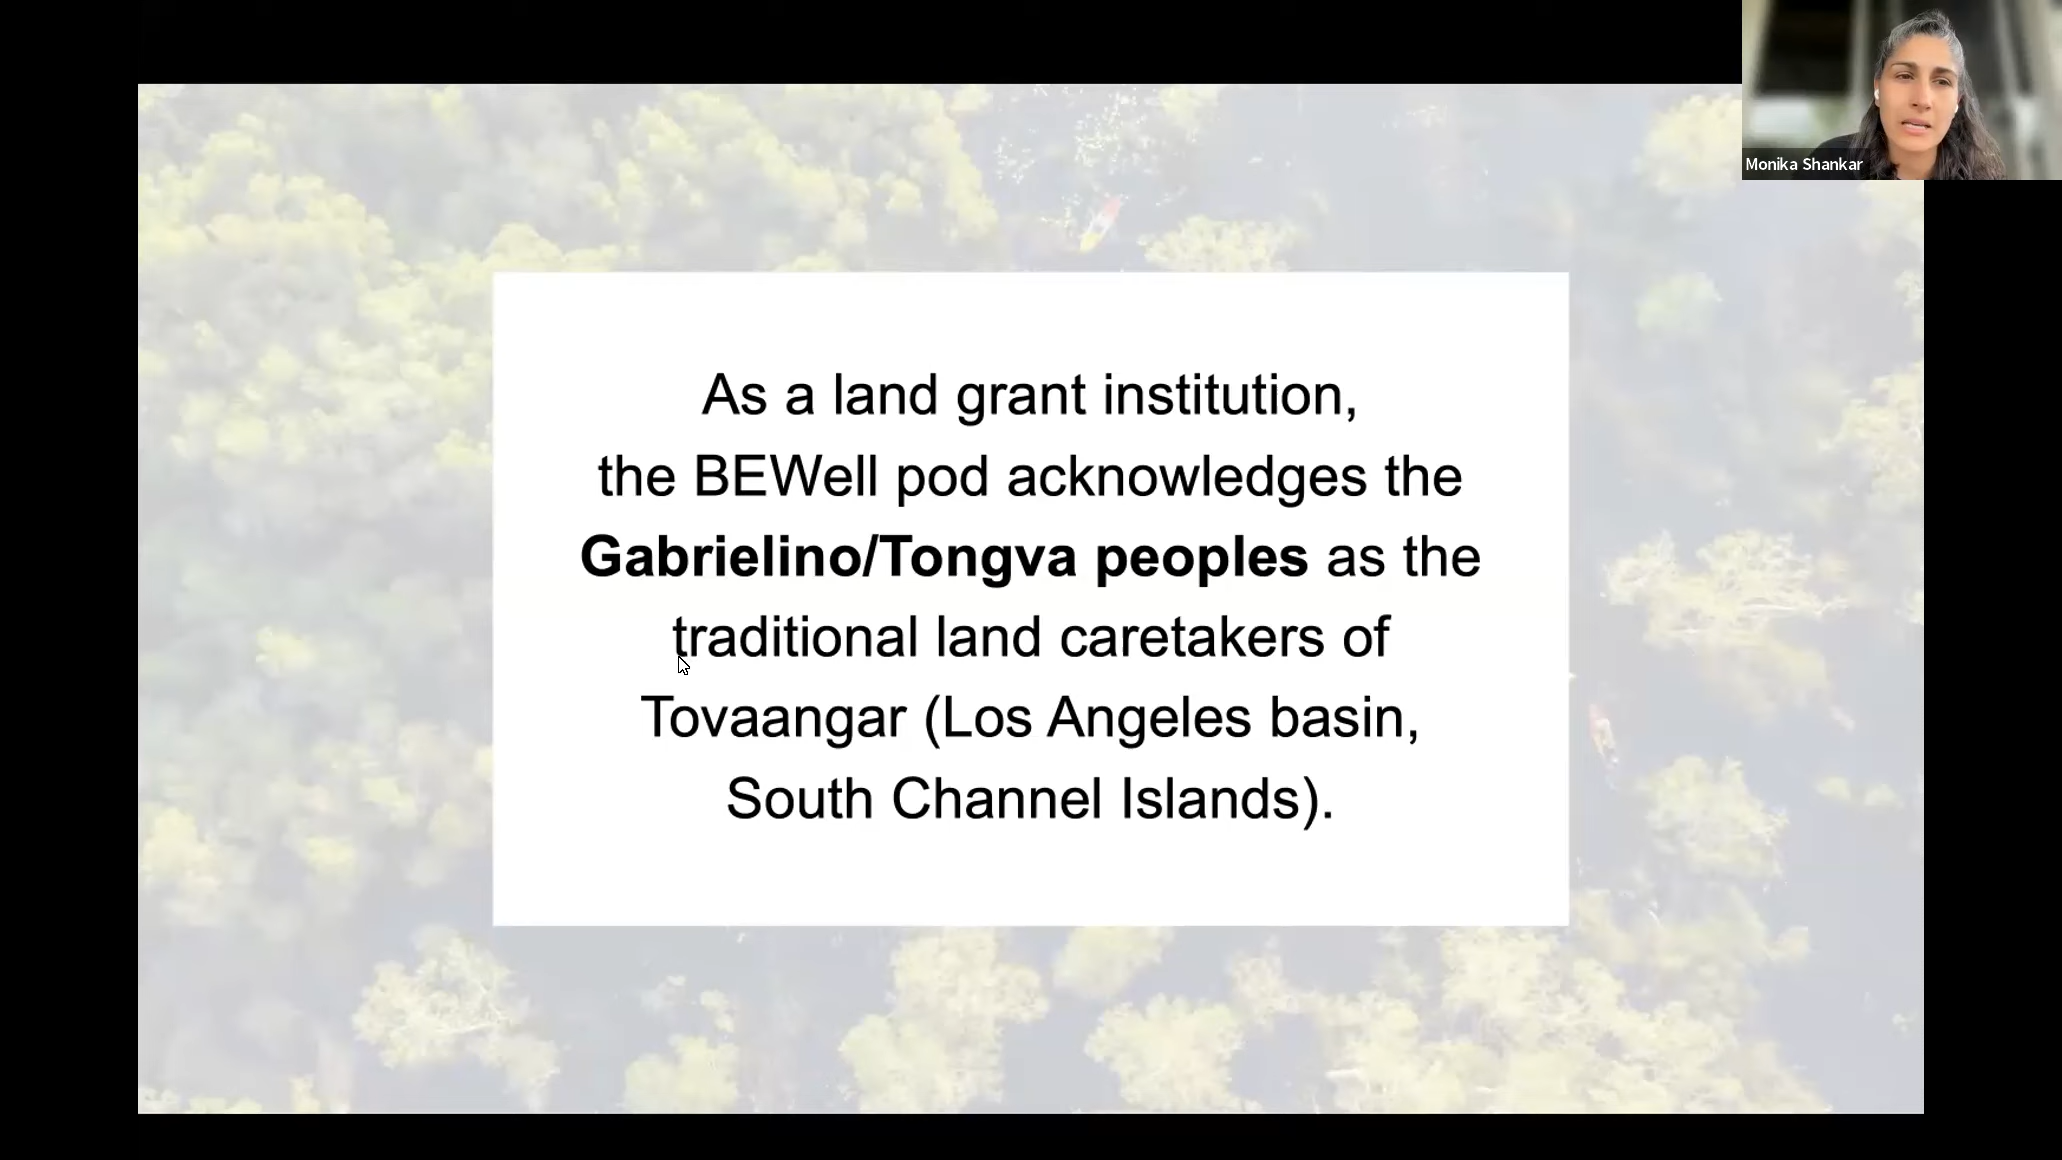 Monika Shankar
As a land grant institution,
the BEWell pod acknowledges the
Gabrielino/Tongva peoples as the
traditional land caretakers of
Tovaangar (Los Angeles basin,
South Channel Islands).